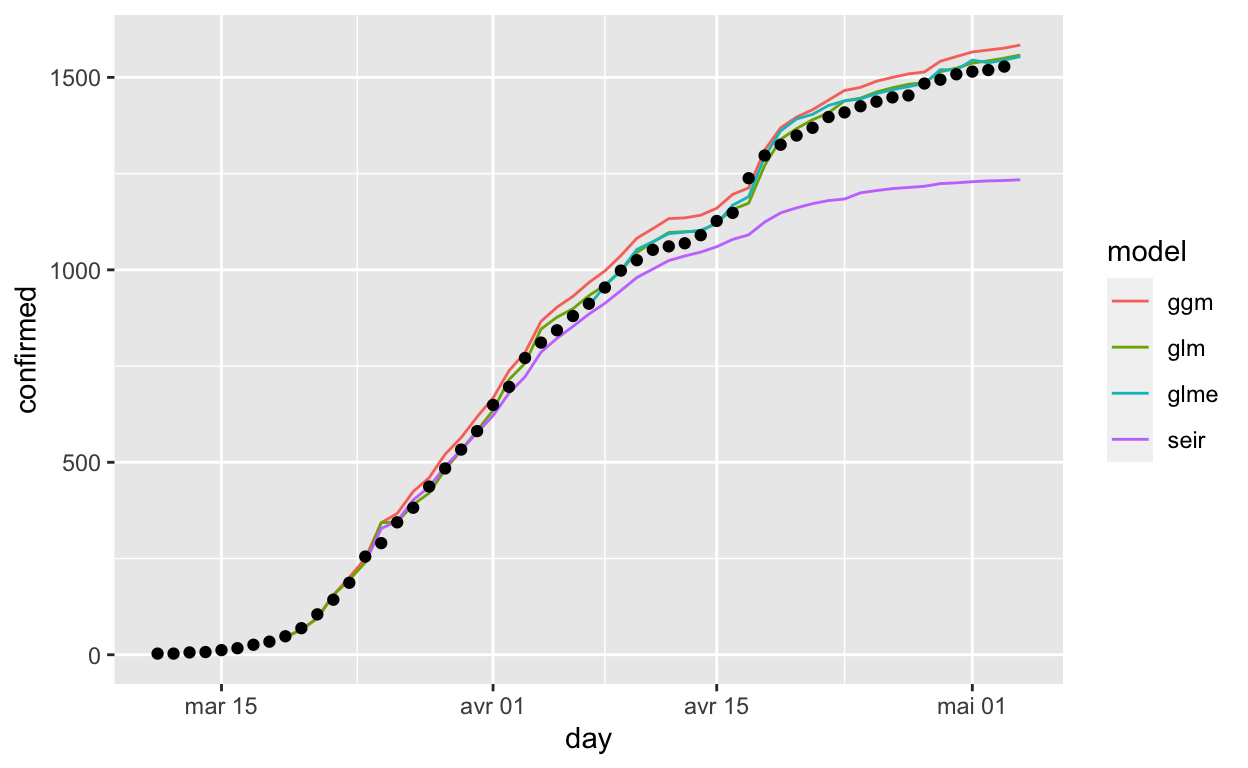 1500
1000
500
0
confirmed
mar 15
avr 01
avr 15
mai 01
day
model
ggm
glm
glme
seir